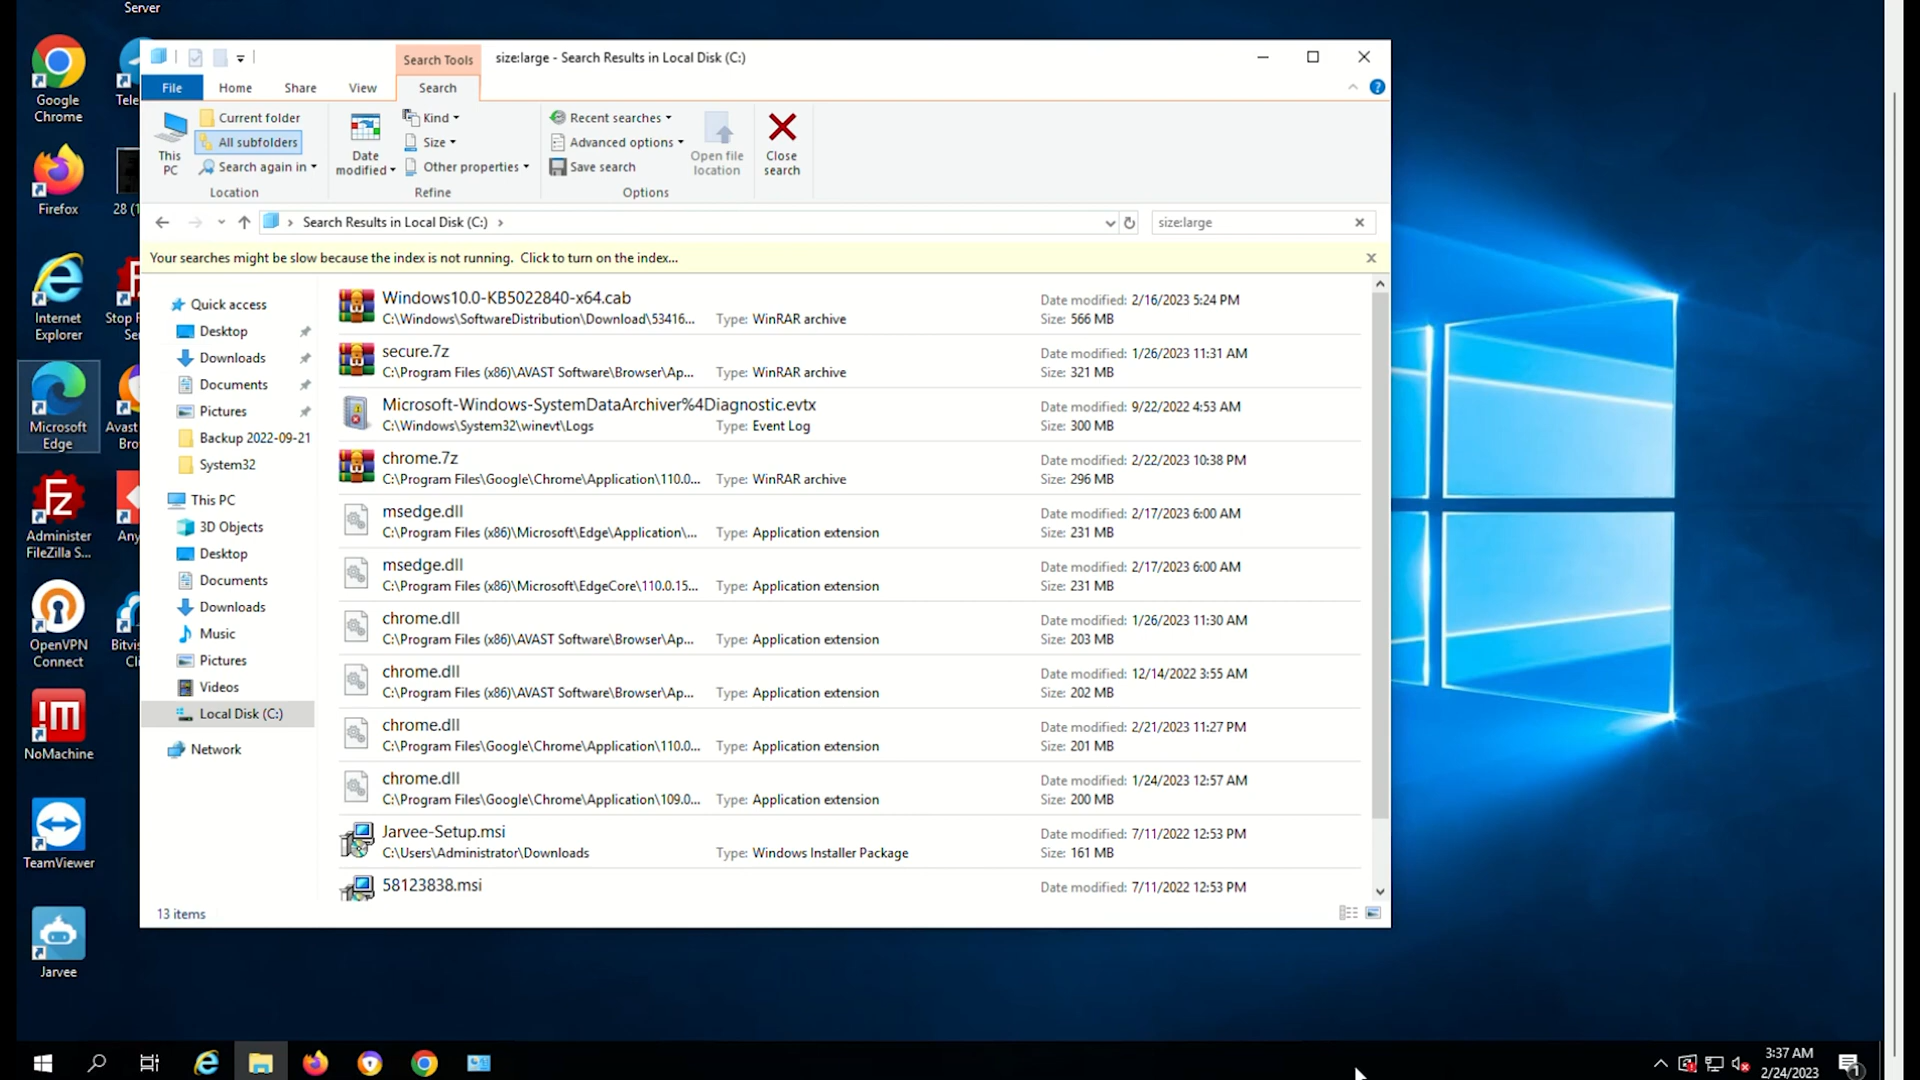 Server
Google
Chrome
Tele
Firefox
28 (1
Internet
Explorer
Stop F
Ser
Microsoft
Edge
Avast
Bro
Administer
FileZilla S...
Any
OpenVPN
Connect
Bitvis
Cli
NoMachine
TeamViewer
Jarvee
Search Tools
size:large - Search Results in Local Disk (C:)
File
Home
Share
View
Search
This
PC
Current folder
All subfolders
Search again in
Location
Date
modified
Kind
Size
Other properties
Refine
Recent searches
Advanced options
Save search
Options
Open file
location
Close
search
Search Results in Local Disk (C:)
size:large
Your searches might be slow because the index is not running. Click to turn on the index...
Quick access
Desktop
Downloads
Documents
Pictures
Backup 2022-09-21
System32
This PC
3D Objects
Desktop
Documents
Downloads
Music
Pictures
Videos
Local Disk (C:)
Network
Windows10.0-KB5022840-x64.cab
Date modified: 2/16/2023 5:24 PM
C:\Windows\SoftwareDistribution\Download\53416... Type: WinRAR archive
Size: 566 MB
secure.7z
Date modified: 1/26/2023 11:31 AM
C:\Program Files (x86)\AVAST Software\Browser\Ap... Type: WinRAR archive
Size: 321 MB
Microsoft-Windows-SystemDataArchiver%4Diagnostic.evtx
Date modified: 9/22/2022 4:53 AM
C:\Windows\System32\winevt\Logs Type: Event Log
Size: 300 MB
chrome.7z
Date modified: 2/22/2023 10:38 PM
C:\Program Files\Google\Chrome\Application\110.0... Type: WinRAR archive
Size: 296 MB
msedge.dll
Date modified: 2/17/2023 6:00 AM
C:\Program Files (x86)\Microsoft\Edge\Application\... Type: Application extension
Size: 231 MB
msedge.dll
Date modified: 2/17/2023 6:00 AM
C:\Program Files (x86)\Microsoft\EdgeCore\110.0.15... Type: Application extension
Size: 231 MB
chrome.dll
Date modified: 1/26/2023 11:30 AM
C:\Program Files (x86)\AVAST Software\Browser\Ap... Type: Application extension
Size: 203 MB
chrome.dll
Date modified: 12/14/2022 3:55 AM
C:\Program Files (x86)\AVAST Software\Browser\Ap... Type: Application extension
Size: 202 MB
chrome.dll
Date modified: 2/21/2023 11:27 PM
C:\Program Files\Google\Chrome\Application\110.0... Type: Application extension
Size: 201 MB
chrome.dll
Date modified: 1/24/2023 12:57 AM
C:\Program Files\Google\Chrome\Application\109.0... Type: Application extension
Size: 200 MB
Jarvee-Setup.msi
Date modified: 7/11/2022 12:53 PM
C:\Users\Administrator\Downloads Type: Windows Installer Package
Size: 161 MB
58123838.msi
Date modified: 7/11/2022 12:53 PM
13 items
3:37 AM
2/24/2023
1